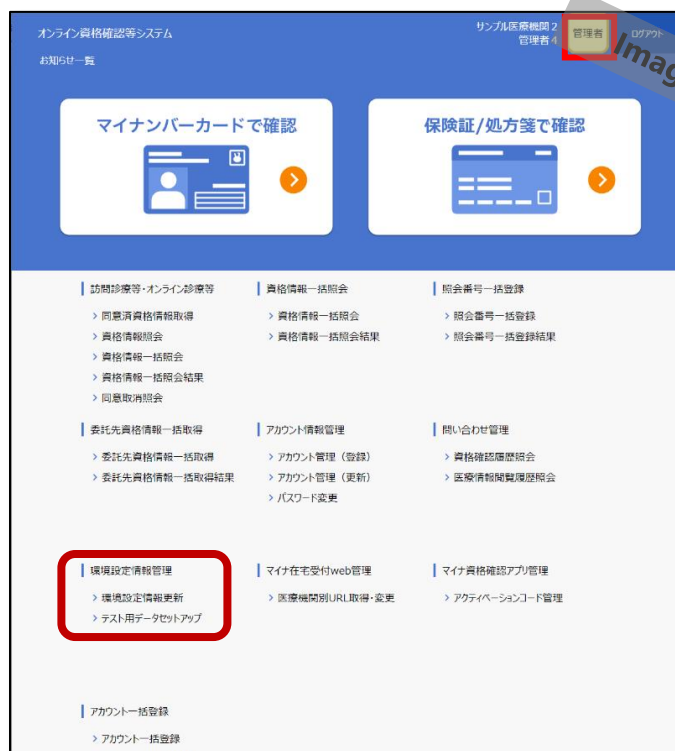 オンライン資格確認等システム
サンプル医療機関2
管理者4
管理者
ログアウト
Imag
お知らせ一覧
マイナンバーカードで確認
保険証/処方箋で確認
訪問診療等・オンライン診療等
> 同意済資格情報取得
> 資格情報照会
> 資格情報一括照会
> 資格情報一括照会結果
> 同意取消照会
資格情報一括照会
> 資格情報一括照会
> 資格情報一括照会結果
照会番号一括登録
> 照会番号一括登録
> 照会番号一括登録結果
委託先資格情報一括取得
> 委託先資格情報一括取得
> 委託先資格情報一括取得結果
アカウント情報管理
> アカウント管理（登録）
> アカウント管理（更新）
> パスワード変更
問い合わせ管理
> 資格確認履歴照会
> 医療情報閲覧履歴照会
環境設定情報管理
> 環境設定情報更新
> テスト用データセットアップ
マイナ在宅受付web管理
> 医療機関別URL取得・変更
マイナ資格確認アプリ管理
> アクティベーションコード管理
アカウント一括登録
> アカウント一括登録